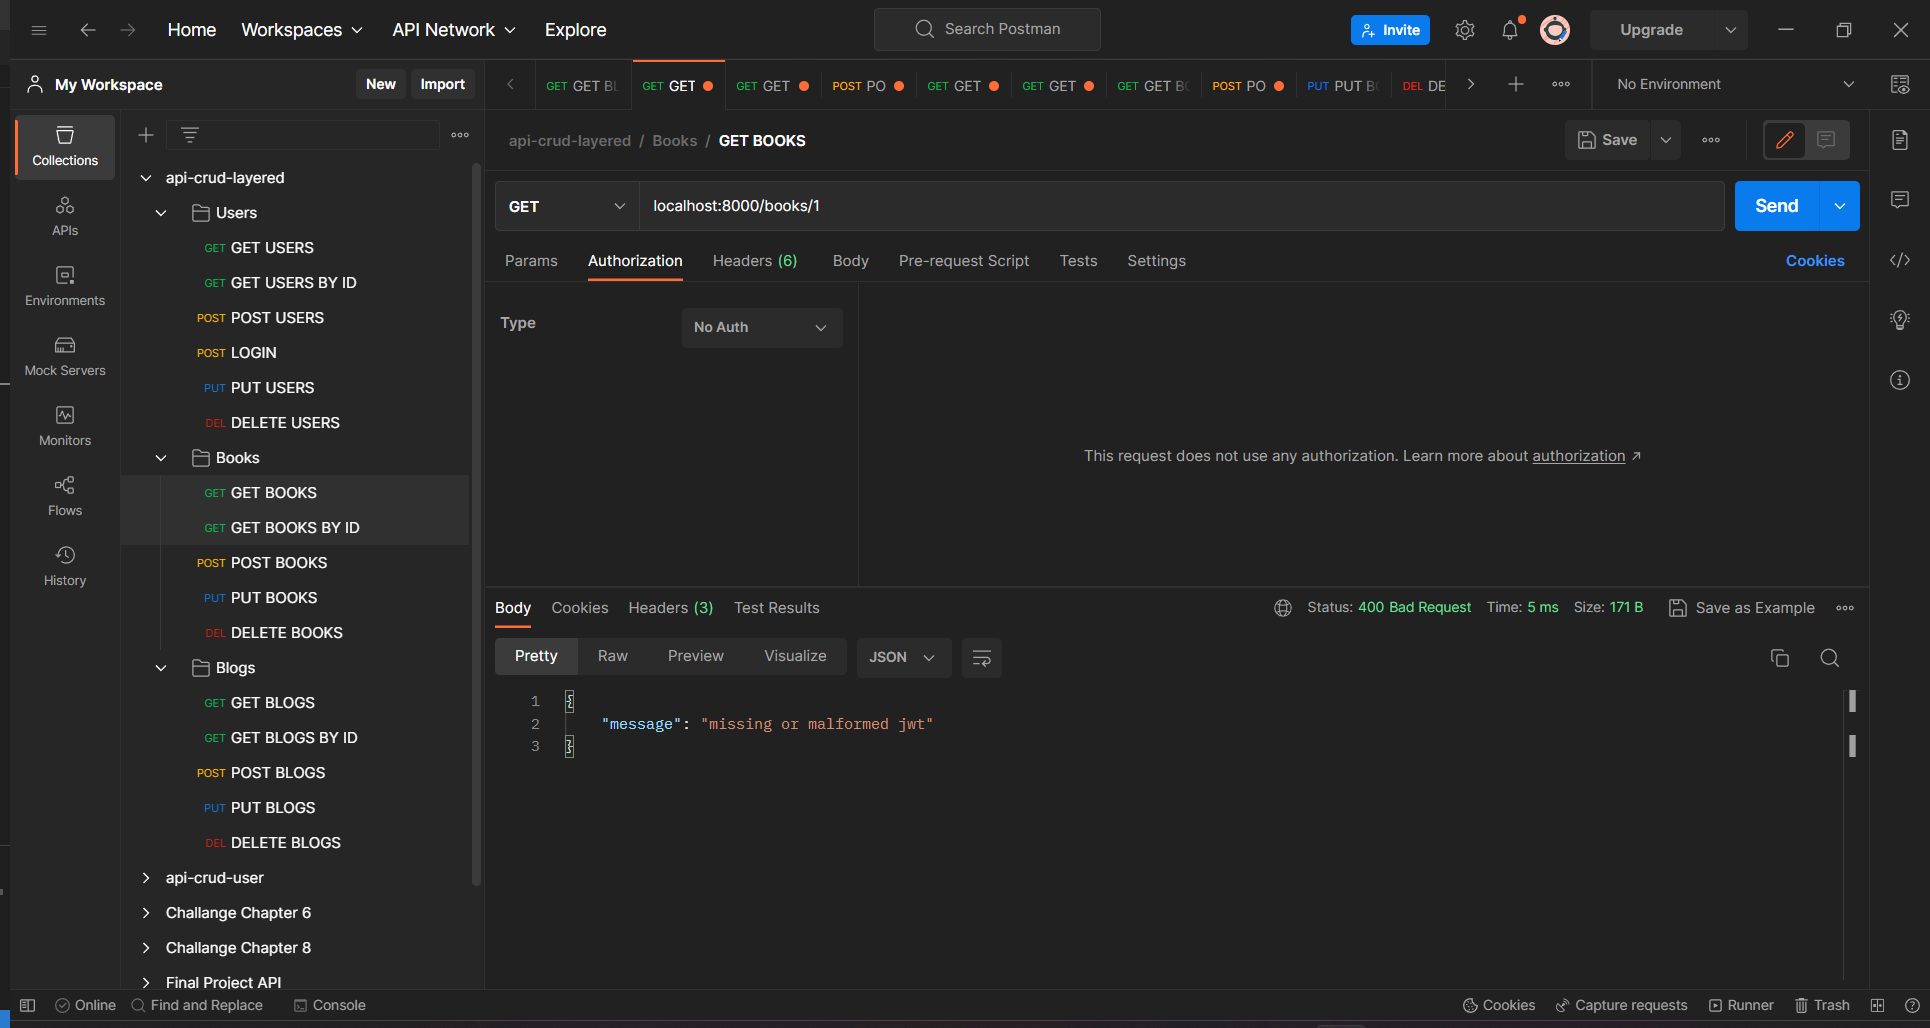 Home Workspaces API Network Explore Search Postman Invite Upgrade
My Workspace New Import
GET GET BL GET GET GET GET POST PO GET GET GET GET GET GET BO POST PO PUT PUT BO DEL DE No Environment
Collections
APIs
Environments
Mock Servers
Monitors
Flows
History
api-crud-layered
Users
GET GET USERS
GET GET USERS BY ID
POST POST USERS
POST LOGIN
PUT PUT USERS
DEL DELETE USERS
Books
GET GET BOOKS
GET GET BOOKS BY ID
POST POST BOOKS
PUT PUT BOOKS
DEL DELETE BOOKS
Blogs
GET GET BLOGS
GET GET BLOGS BY ID
POST POST BLOGS
PUT PUT BLOGS
DEL DELETE BLOGS
api-crud-user
Challange Chapter 6
Challange Chapter 8
Final Project API
api-crud-layered / Books / GET BOOKS Save
GET localhost:8000/books/1 Send
Params Authorization Headers (6) Body Pre-request Script Tests Settings Cookies
Type No Auth
This request does not use any authorization. Learn more about authorization ↗
Body Cookies Headers (3) Test Results Status: 400 Bad Request Time: 5 ms Size: 171 B Save as Example
Pretty Raw Preview Visualize JSON
1 {
2 "message": "missing or malformed jwt"
3 }
Online Find and Replace Console Cookies Capture requests Runner Trash